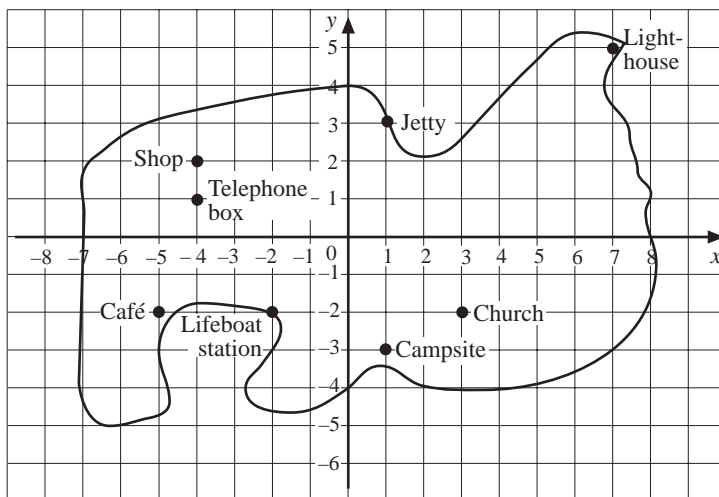 y
5
4
3
2
1
0
–1
–2
–3
–4
–5
–6
–8 –7 –6 –5 –4 –3 –2 –1 1 2 3 4 5 6 7 8 x
Light-
house
Jetty
Shop
Telephone
box
Café
Lifeboat
station
Church
Campsite